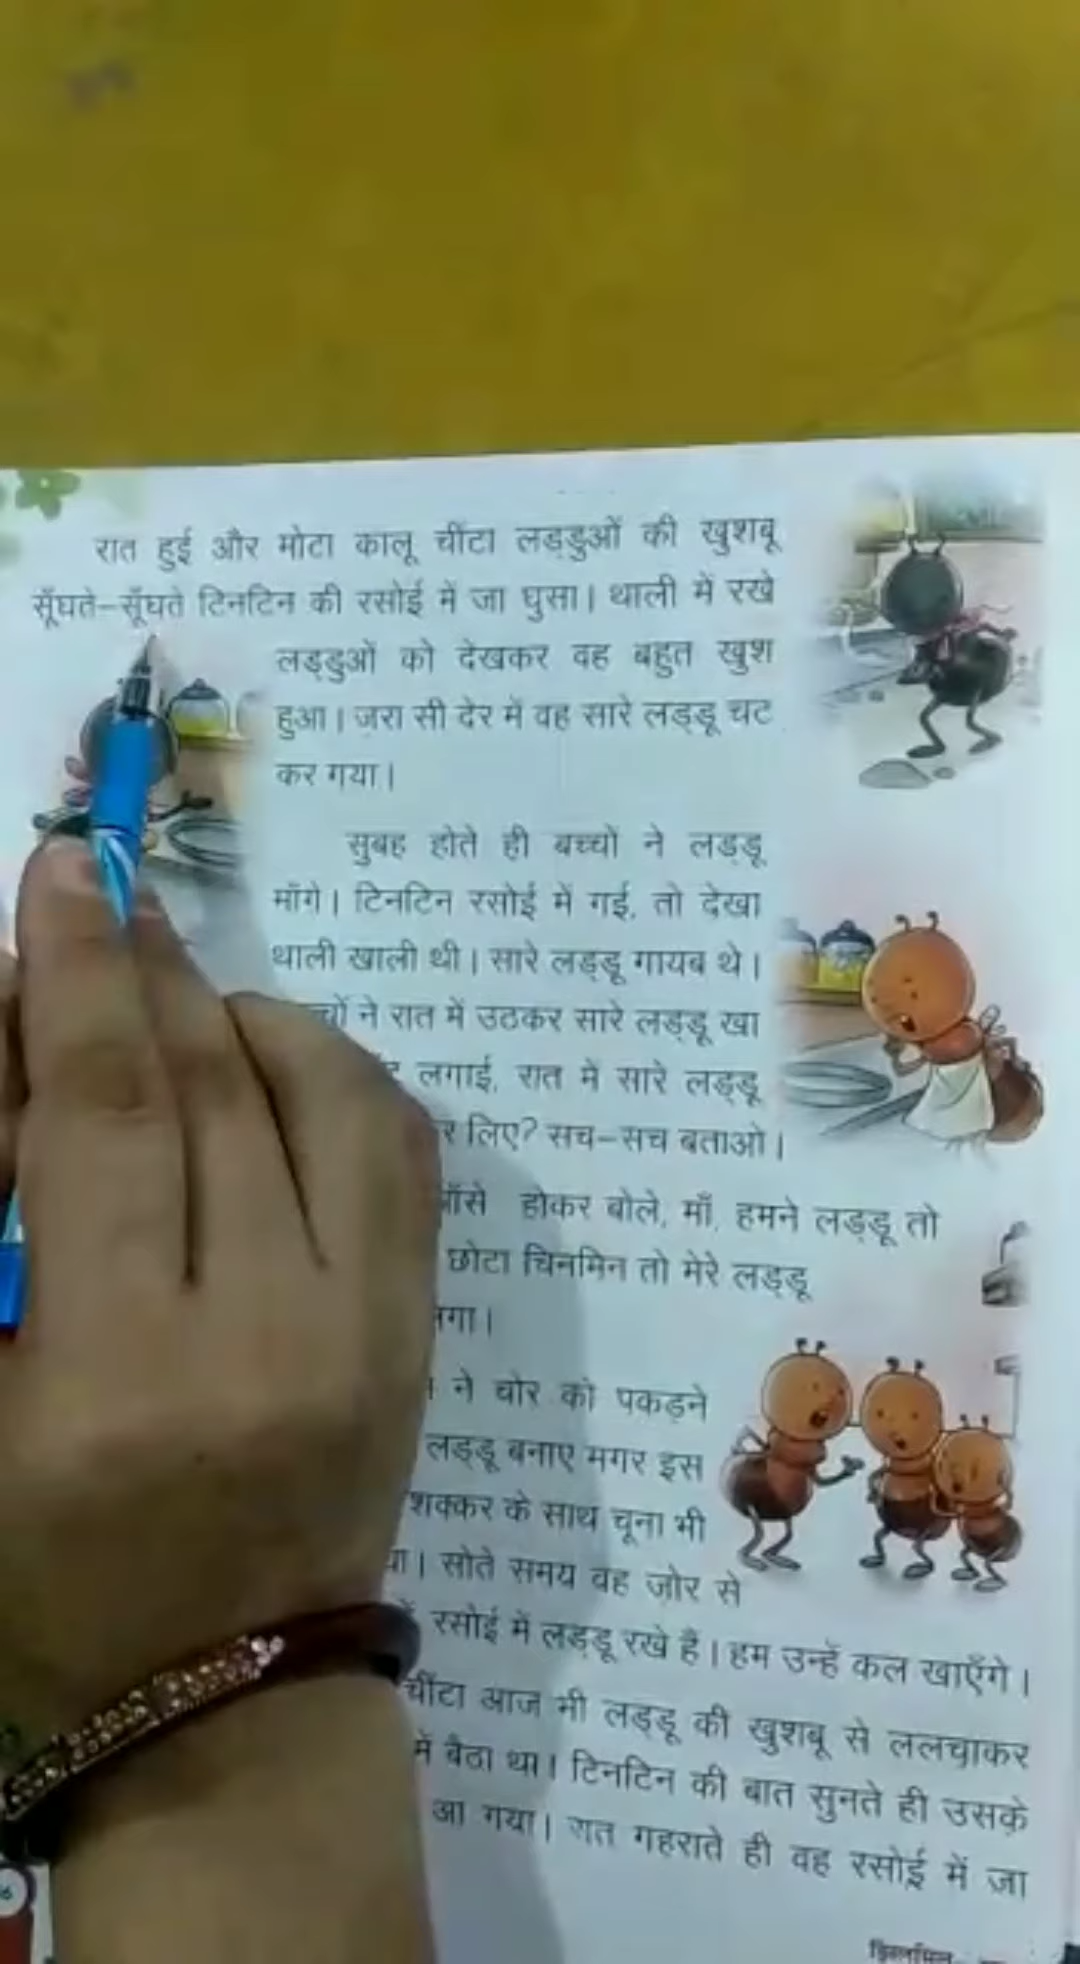 रात हुई और मोटा कालू चींटा लड्डुओं की खुशबू
सूँघते-सूँघते टिनटिन की रसोई में जा घुसा। थाली में रखे
लड्डुओं को देखकर वह बहुत खुश
हुआ। ज़रा सी देर में वह सारे लड्डू चट
कर गया।
सुबह होते ही बच्चों ने लड्डू
माँगे। टिनटिन रसोई में गई, तो देखा
थाली खाली थी। सारे लड्डू गायब थे।
ने रात में उठकर सारे लड्डू खा
लगाई, रात में सारे लड्डू
लिए? सच-सच बताओ।
होकर बोले, माँ, हमने लड्डू तो
छोटा चिनमिन तो मेरे लड्डू
ने चोर को पकड़ने
लड्डू बनाए मगर इस
शक्कर के साथ चूना भी
सोते समय वह ज़ोर से
रसोई में लड्डू रखे हैं। हम उन्हें कल खाएँगे।
चींटा आज भी लड्डू की खुशबू से ललचाकर
में बैठा था। टिनटिन की बात सुनते ही उसके
आ गया। रात गहराते ही वह रसोई में जा